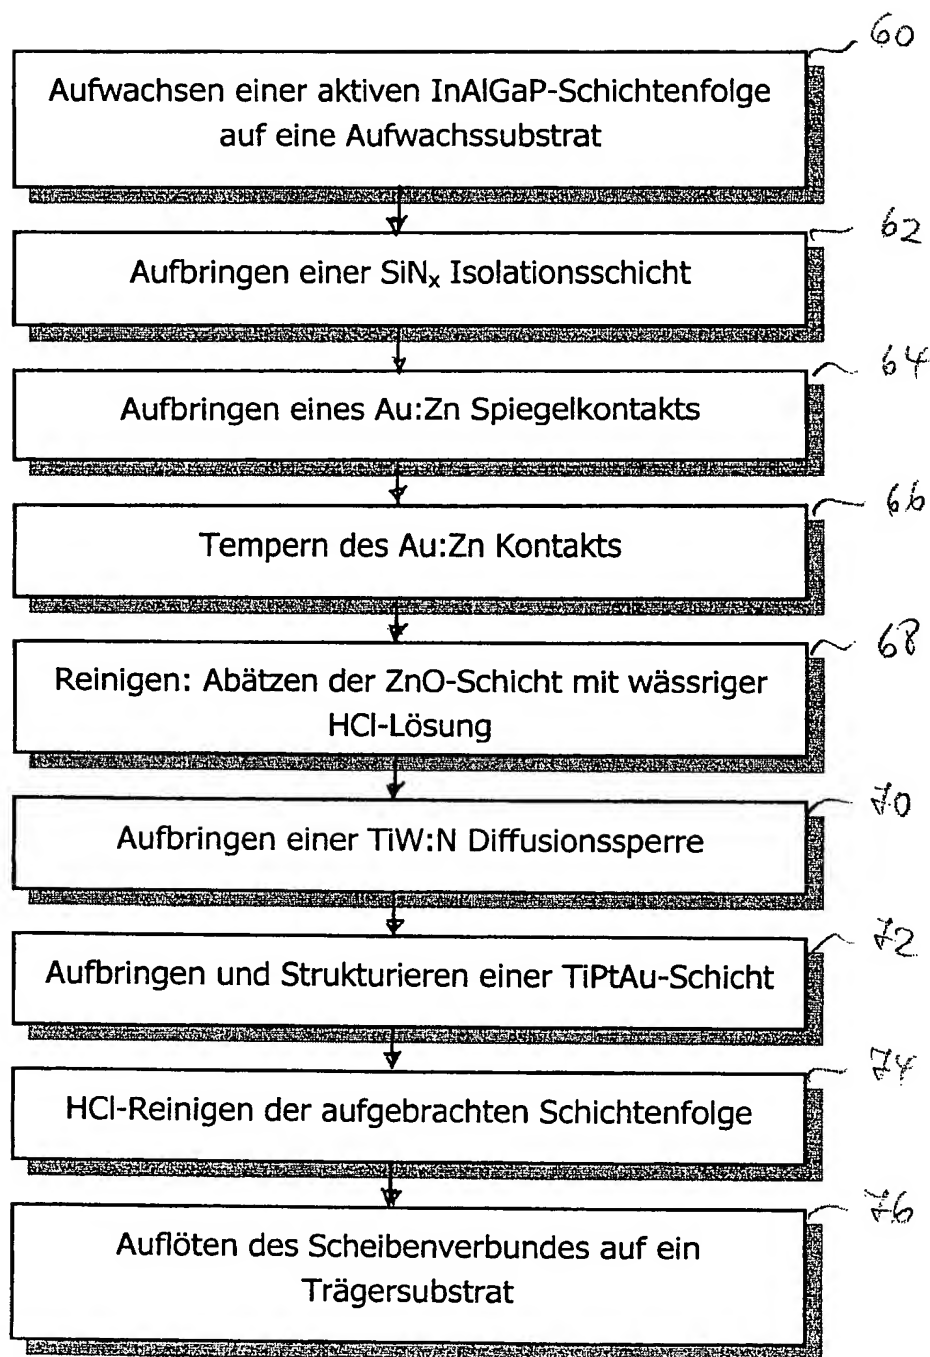 60
Aufwachsen einer aktiven InAlGaP-Schichtenfolge
auf eine Aufwachssubstrat
62
Aufbringen einer SiNₓ Isolationsschicht
64
Aufbringen eines Au:Zn Spiegelkontakts
66
Tempern des Au:Zn Kontakts
68
Reinigen: Abätzen der ZnO-Schicht mit wässriger
HCl-Lösung
70
Aufbringen einer TiW:N Diffusionssperre
72
Aufbringen und Strukturieren einer TiPtAu-Schicht
74
HCl-Reinigen der aufgebrachten Schichtenfolge
76
Auflöten des Scheibenverbundes auf ein
Trägersubstrat